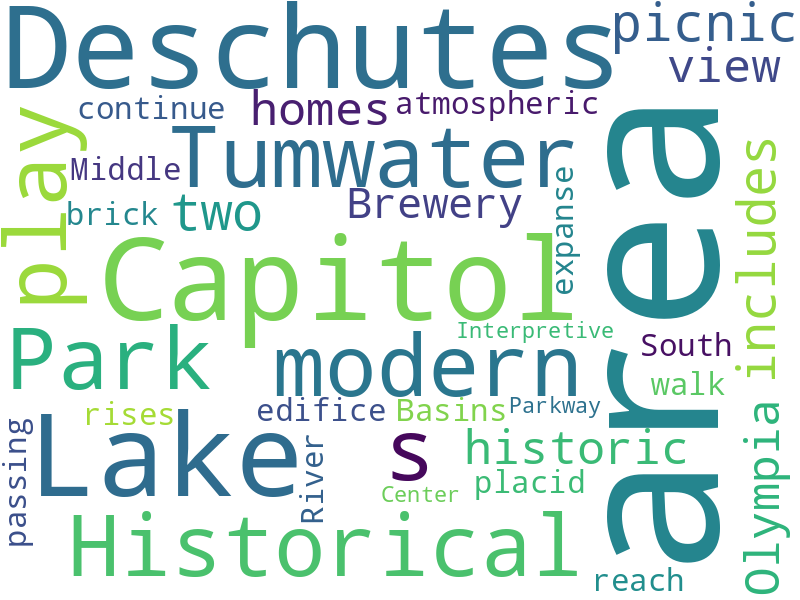 Deschutes
picnic
view
continue
homes
atmospheric
play
Middle
Tumwater
area
brick
two
Brewery
expanse
includes
Capitol
Park
modern
Interpretive
South
walk
rises
edifice
Basins
Parkway
passing
Lake
River
s
historic
placid
Center
Olympia
Historical
reach